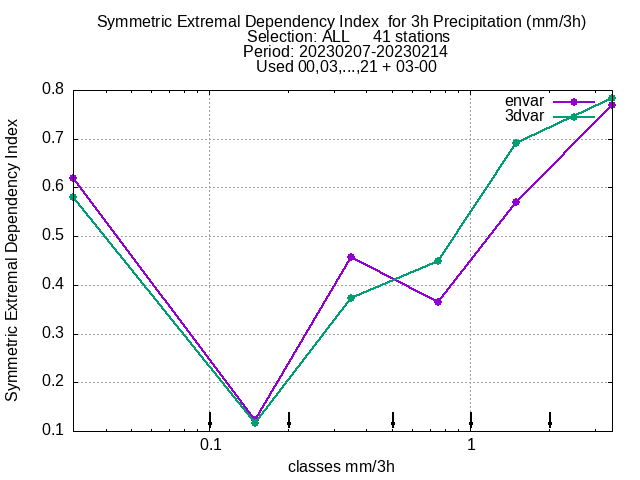 Symmetric Extremal Dependency Index  for 3h Precipitation (mm/3h)
Selection: ALL     41 stations
Period: 20230207-20230214
Used 00,03,...,21 + 03-00
Symmetric Extremal Dependency Index
0.8
0.7
0.6
0.5
0.4
0.3
0.2
0.1
envar
3dvar
0.1
1
classes mm/3h